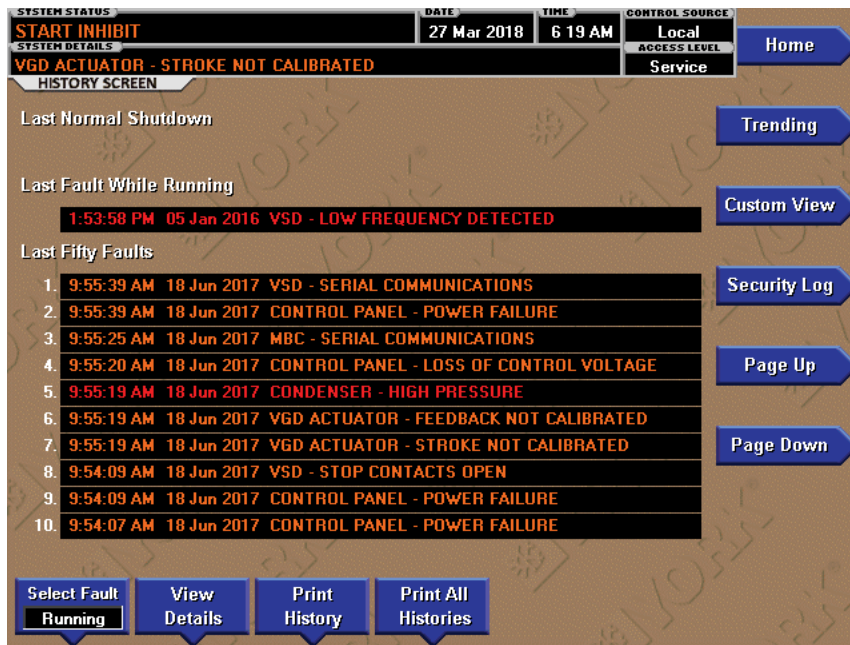 SYSTEM STATUS
START INHIBIT
DATE
27 Mar 2018
TIME
6 19 AM
CONTROL SOURCE
Local
SYSTEM DETAILS
VGD ACTUATOR - STROKE NOT CALIBRATED
ACCESS LEVEL
Service
Home
HISTORY SCREEN
Last Normal Shutdown
Trending
Last Fault While Running
1:53:58 PM 05 Jan 2016 VSD - LOW FREQUENCY DETECTED
Custom View
Last Fifty Faults
1. 9:55:39 AM 18 Jun 2017 VSD - SERIAL COMMUNICATIONS
2. 9:55:39 AM 18 Jun 2017 CONTROL PANEL - POWER FAILURE
3. 9:55:25 AM 18 Jun 2017 MBC - SERIAL COMMUNICATIONS
4. 9:55:20 AM 18 Jun 2017 CONTROL PANEL - LOSS OF CONTROL VOLTAGE
5. 9:55:19 AM 18 Jun 2017 CONDENSER - HIGH PRESSURE
6. 9:55:19 AM 18 Jun 2017 VGD ACTUATOR - FEEDBACK NOT CALIBRATED
7. 9:55:19 AM 18 Jun 2017 VGD ACTUATOR - STROKE NOT CALIBRATED
8. 9:54:09 AM 18 Jun 2017 VSD - STOP CONTACTS OPEN
9. 9:54:09 AM 18 Jun 2017 CONTROL PANEL - POWER FAILURE
10. 9:54:07 AM 18 Jun 2017 CONTROL PANEL - POWER FAILURE
Security Log
Page Up
Page Down
Select Fault
Running
View
Details
Print
History
Print All
Histories
YORK